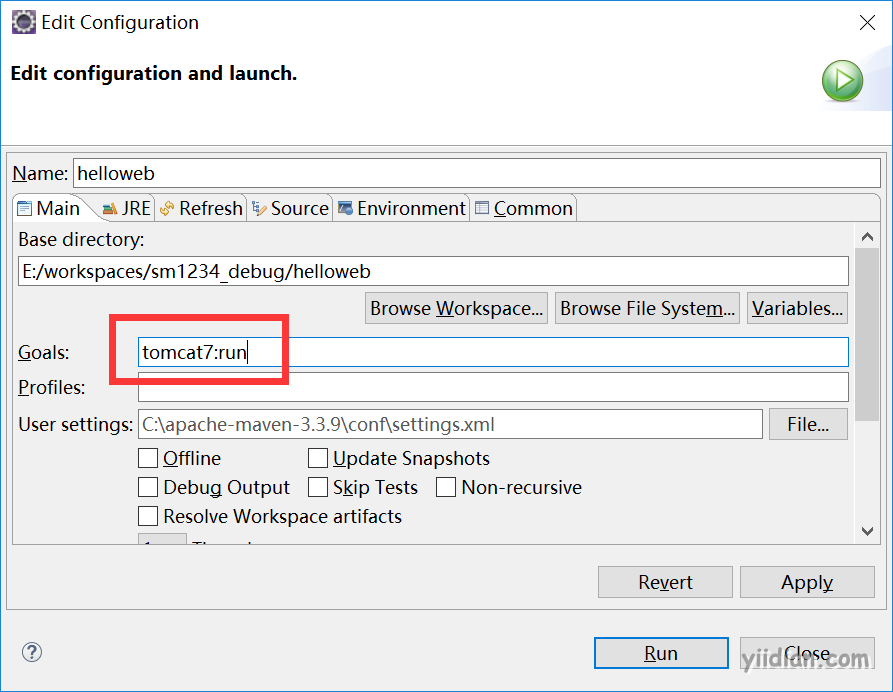 Edit Configuration
Edit configuration and launch.
Name: helloweb
Main JRE Refresh Source Environment Common
Base directory:
E:/workspaces/sm1234_debug/helloweb
Browse Workspace... Browse File System... Variables...
Goals: tomcat7:run
Profiles:
User settings: C:\apache-maven-3.3.9\conf\settings.xml File...
Offline Update Snapshots
Debug Output Skip Tests Non-recursive
Resolve Workspace artifacts
Revert Apply
Run Close
yiidian.com